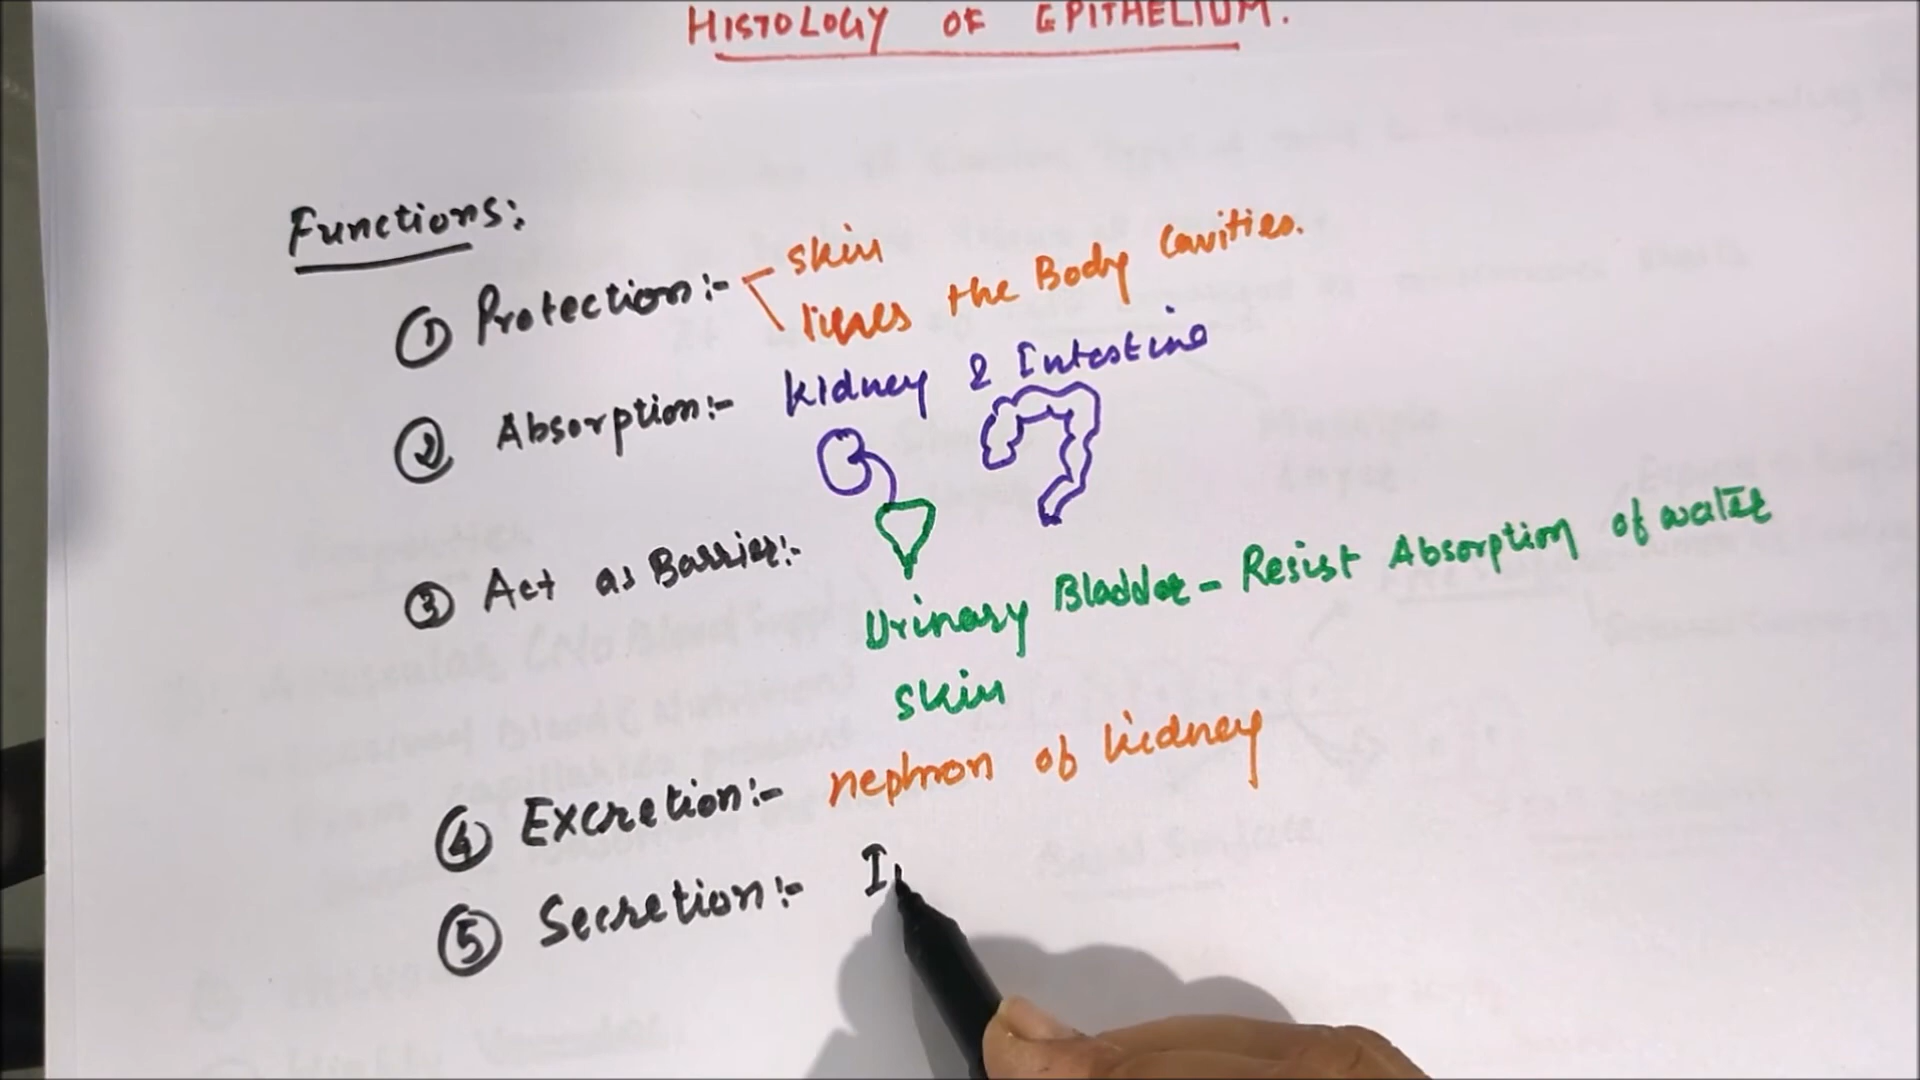 HISTOLOGY OF EPITHELIUM.
Functions:
① Protection:- skin
lines the Body Cavities.
② Absorption:- Kidney & Intestine
③ Act as Barrier:-
Urinary Bladder - Resist Absorption of water
skin
④ Excretion:- nephron of kidney
⑤ Secretion:- I